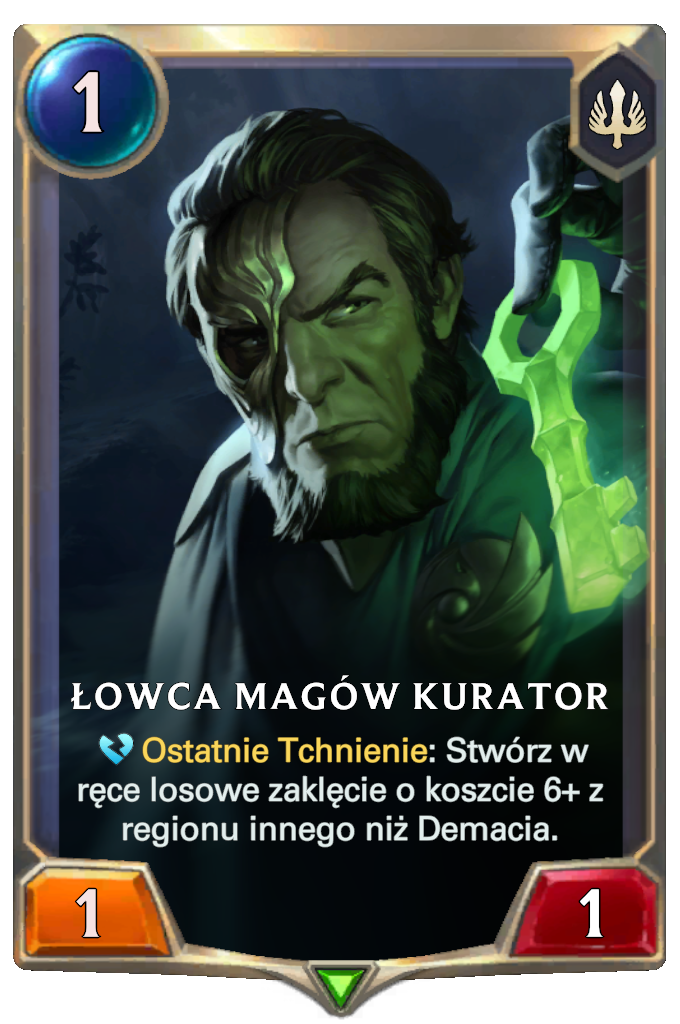 1
ŁOWCA MAGÓW KURATOR
Ostatnie Tchnienie: Stwórz w
ręce losowe zaklęcie o koszcie 6+ z
regionu innego niż Demacia.
1
1